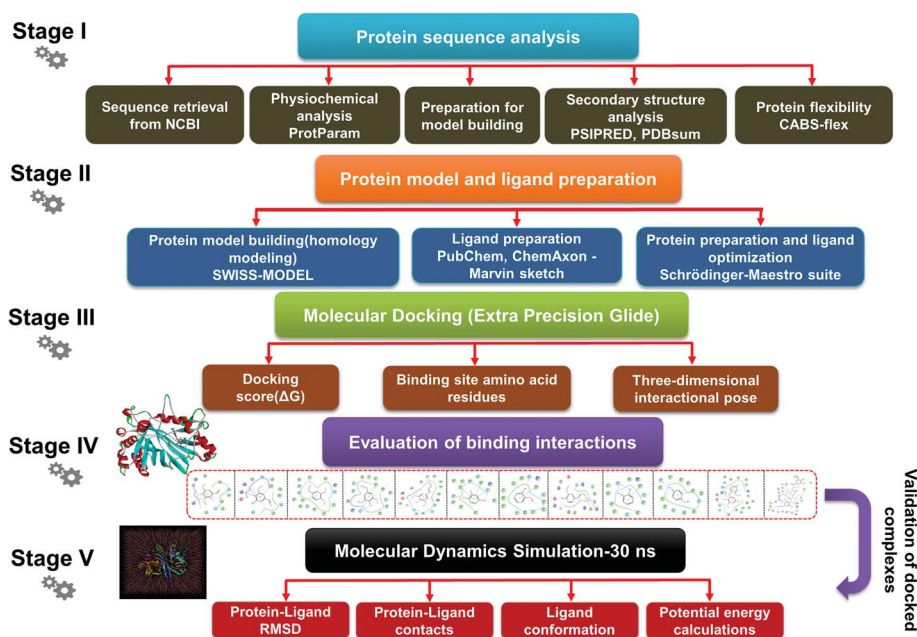 Stage I
Protein sequence analysis
Sequence retrieval
from NCBI
Physiochemical
analysis
ProtParam
Preparation for
model building
Secondary structure
analysis
PSIPRED, PDBsum
Protein flexibility
CABS-flex
Stage II
Protein model and ligand preparation
Protein model building(homology
modeling)
SWISS-MODEL
Ligand preparation
PubChem, ChemAxon -
Marvin sketch
Protein preparation and ligand
optimization
Schrödinger-Maestro suite
Stage III
Molecular Docking (Extra Precision Glide)
Docking
score(ΔG)
Binding site amino acid
residues
Three-dimensional
interactional pose
Stage IV
Evaluation of binding interactions
Validation of docked
complexes
Stage V
Molecular Dynamics Simulation-30 ns
Protein-Ligand
RMSD
Protein-Ligand
contacts
Ligand
conformation
Potential energy
calculations